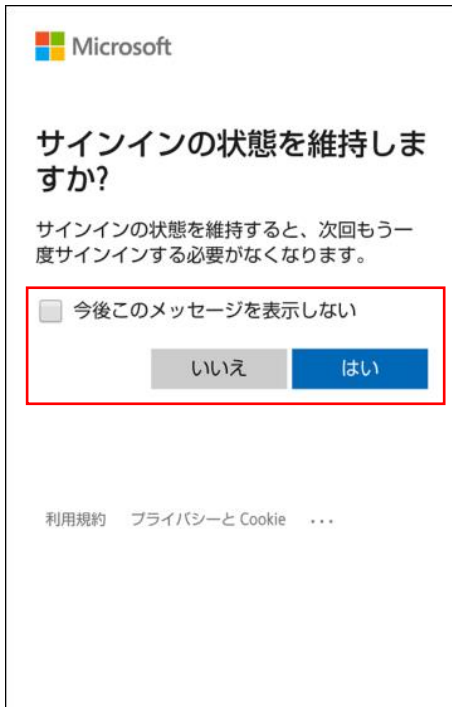 Microsoft
サインインの状態を維持しま
すか?
サインインの状態を維持すると、次回もう一
度サインインする必要がなくなります。
今後このメッセージを表示しない
いいえ はい
利用規約 プライバシーと Cookie ...